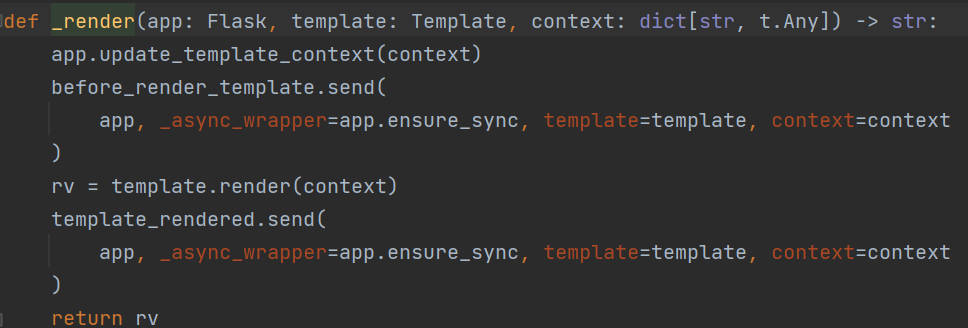 def _render(app: Flask, template: Template, context: dict[str, t.Any]) -> str:
    app.update_template_context(context)
    before_render_template.send(
        app, _async_wrapper=app.ensure_sync, template=template, context=context
    )
    rv = template.render(context)
    template_rendered.send(
        app, _async_wrapper=app.ensure_sync, template=template, context=context
    )
    return rv